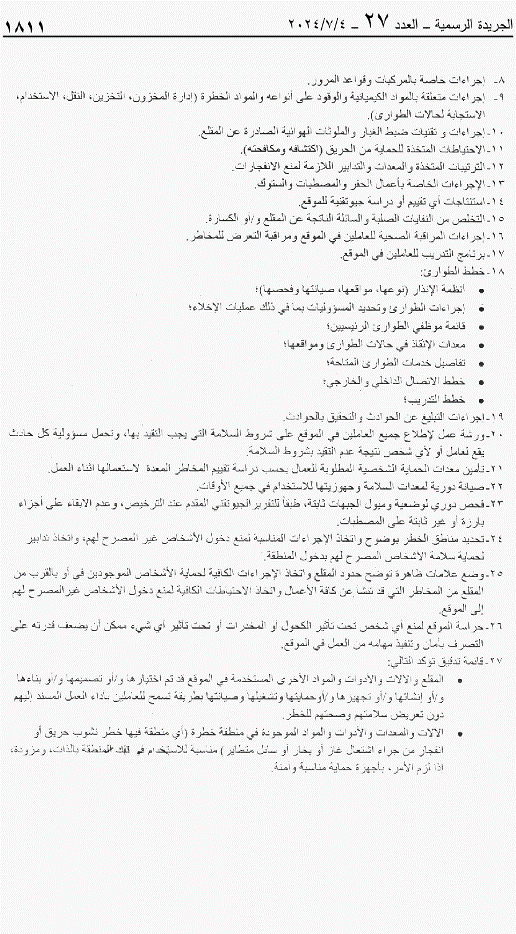 الجريدة الرسمية – العدد ٢٧ – ٢٠٢٤/٧/٤
١٨١١
٨- إجراءات خاصة بالمركبات وقواعد المرور.
٩- إجراءات متعلقة بالمواد الكيميائية والوقود على أنواعه والمواد الخطرة (إدارة المخزون، التخزين، النقل، الاستخدام،
الاستجابة لحالات الطوارئ).
١٠- إجراءات و تقنيات ضبط الغبار والملوثات الهوائية الصادرة عن المقلع.
١١- الاحتياطات المتخذة للحماية من الحريق (اكتشافه ومكافحته).
١٢- الترتيبات المتخذة والمعدات والتدابير اللازمة لمنع الانفجارات.
١٣- الإجراءات الخاصة بأعمال الحفر والمصطبات والستوك.
١٤- استنتاجات أي تقييم أو دراسة جيوتقنية للموقع.
١٥- التخلص من النفايات الصلبة والسائلة الناتجة عن المقلع و/أو الكسارة.
١٦- إجراءات المراقبة الصحية للعاملين في الموقع ومراقبة التعرض للمخاطر.
١٧- برنامج التدريب للعاملين في الموقع.
١٨- خطط الطوارئ:
• أنظمة الإنذار (نوعها، مواقعها، صيانتها وفحصها)؛
• إجراءات الطوارئ وتحديد المسؤوليات بما في ذلك عمليات الإخلاء؛
• قائمة موظفي الطوارئ الرئيسيين؛
• معدات الإنقاذ في حالات الطوارئ ومواقعها؛
• تفاصيل خدمات الطوارئ المتاحة؛
• خطط الاتصال الداخلي والخارجي؛
• خطط التدريب؛
١٩- اجراءات التبليغ عن الحوادث والتحقيق بالحوادث.
٢٠- ورشة عمل لإطلاع جميع العاملين في الموقع على شروط السلامة التي يجب التقيد بها، وتحمل مسؤولية كل حادث
يقع لعامل أو لأي شخص نتيجة عدم التقيد بشروط السلامة.
٢١- تأمين معدات الحماية الشخصية المطلوبة للعمال بحسب دراسة تقييم المخاطر المعدة لاستعمالها أثناء العمل.
٢٢- صيانة دورية لمعدات السلامة وجهوزيتها للاستخدام في جميع الأوقات.
٢٣- فحص دوري لوضعية وميول الجبهات ثابتة، طبقاً للتقرير الجيوتقني المقدم عند الترخيص، وعدم الابقاء على أجزاء
بارزة أو غير ثابتة على المصطبات.
٢٤- تحديد مناطق الخطر بوضوح واتخاذ الإجراءات المناسبة لمنع دخول الأشخاص غير المصرح لهم، واتخاذ تدابير
لحماية سلامة الأشخاص المصرح لهم بدخول المنطقة.
٢٥- وضع علامات ظاهرة توضح حدود المقلع واتخاذ الإجراءات الكافية لحماية الأشخاص الموجودين في أو بالقرب من
المقلع من المخاطر التي قد تنشأ عن كافة الأعمال واتخاذ الاحتياطات الكافية لمنع دخول الأشخاص غير المصرح لهم
إلى الموقع.
٢٦- حراسة الموقع لمنع أي شخص تحت تأثير الكحول أو المخدرات أو تحت تأثير أي شيء ممكن أن يضعف قدرته على
التصرف بأمان وتنفيذ مهامه من العمل في الموقع.
٢٧- قائمة تدقيق تؤكد التالي:
• المقلع والآلات والأدوات والمواد الأخرى المستخدمة في الموقع قد تم اختيارها و/أو تصميمها و/أو بناءها
و/أو إنشائها و/أو تجهيزها و/أوحمايتها وتشغيلها وصيانتها بطريقة تسمح للعاملين بأداء العمل المسند إليهم
دون تعريض سلامتهم وصحتهم للخطر.
• الآلات والمعدات والأدوات والمواد الموجودة في منطقة خطرة (أي منطقة فيها خطر نشوب حريق أو
انفجار من جراء اشتعال غاز أو بخار أو سائل متطاير) مناسبة للاستخدام في تلك المنطقة بالذات، ومزودة،
إذا لزم الأمر، بأجهزة حماية مناسبة وآمنة.